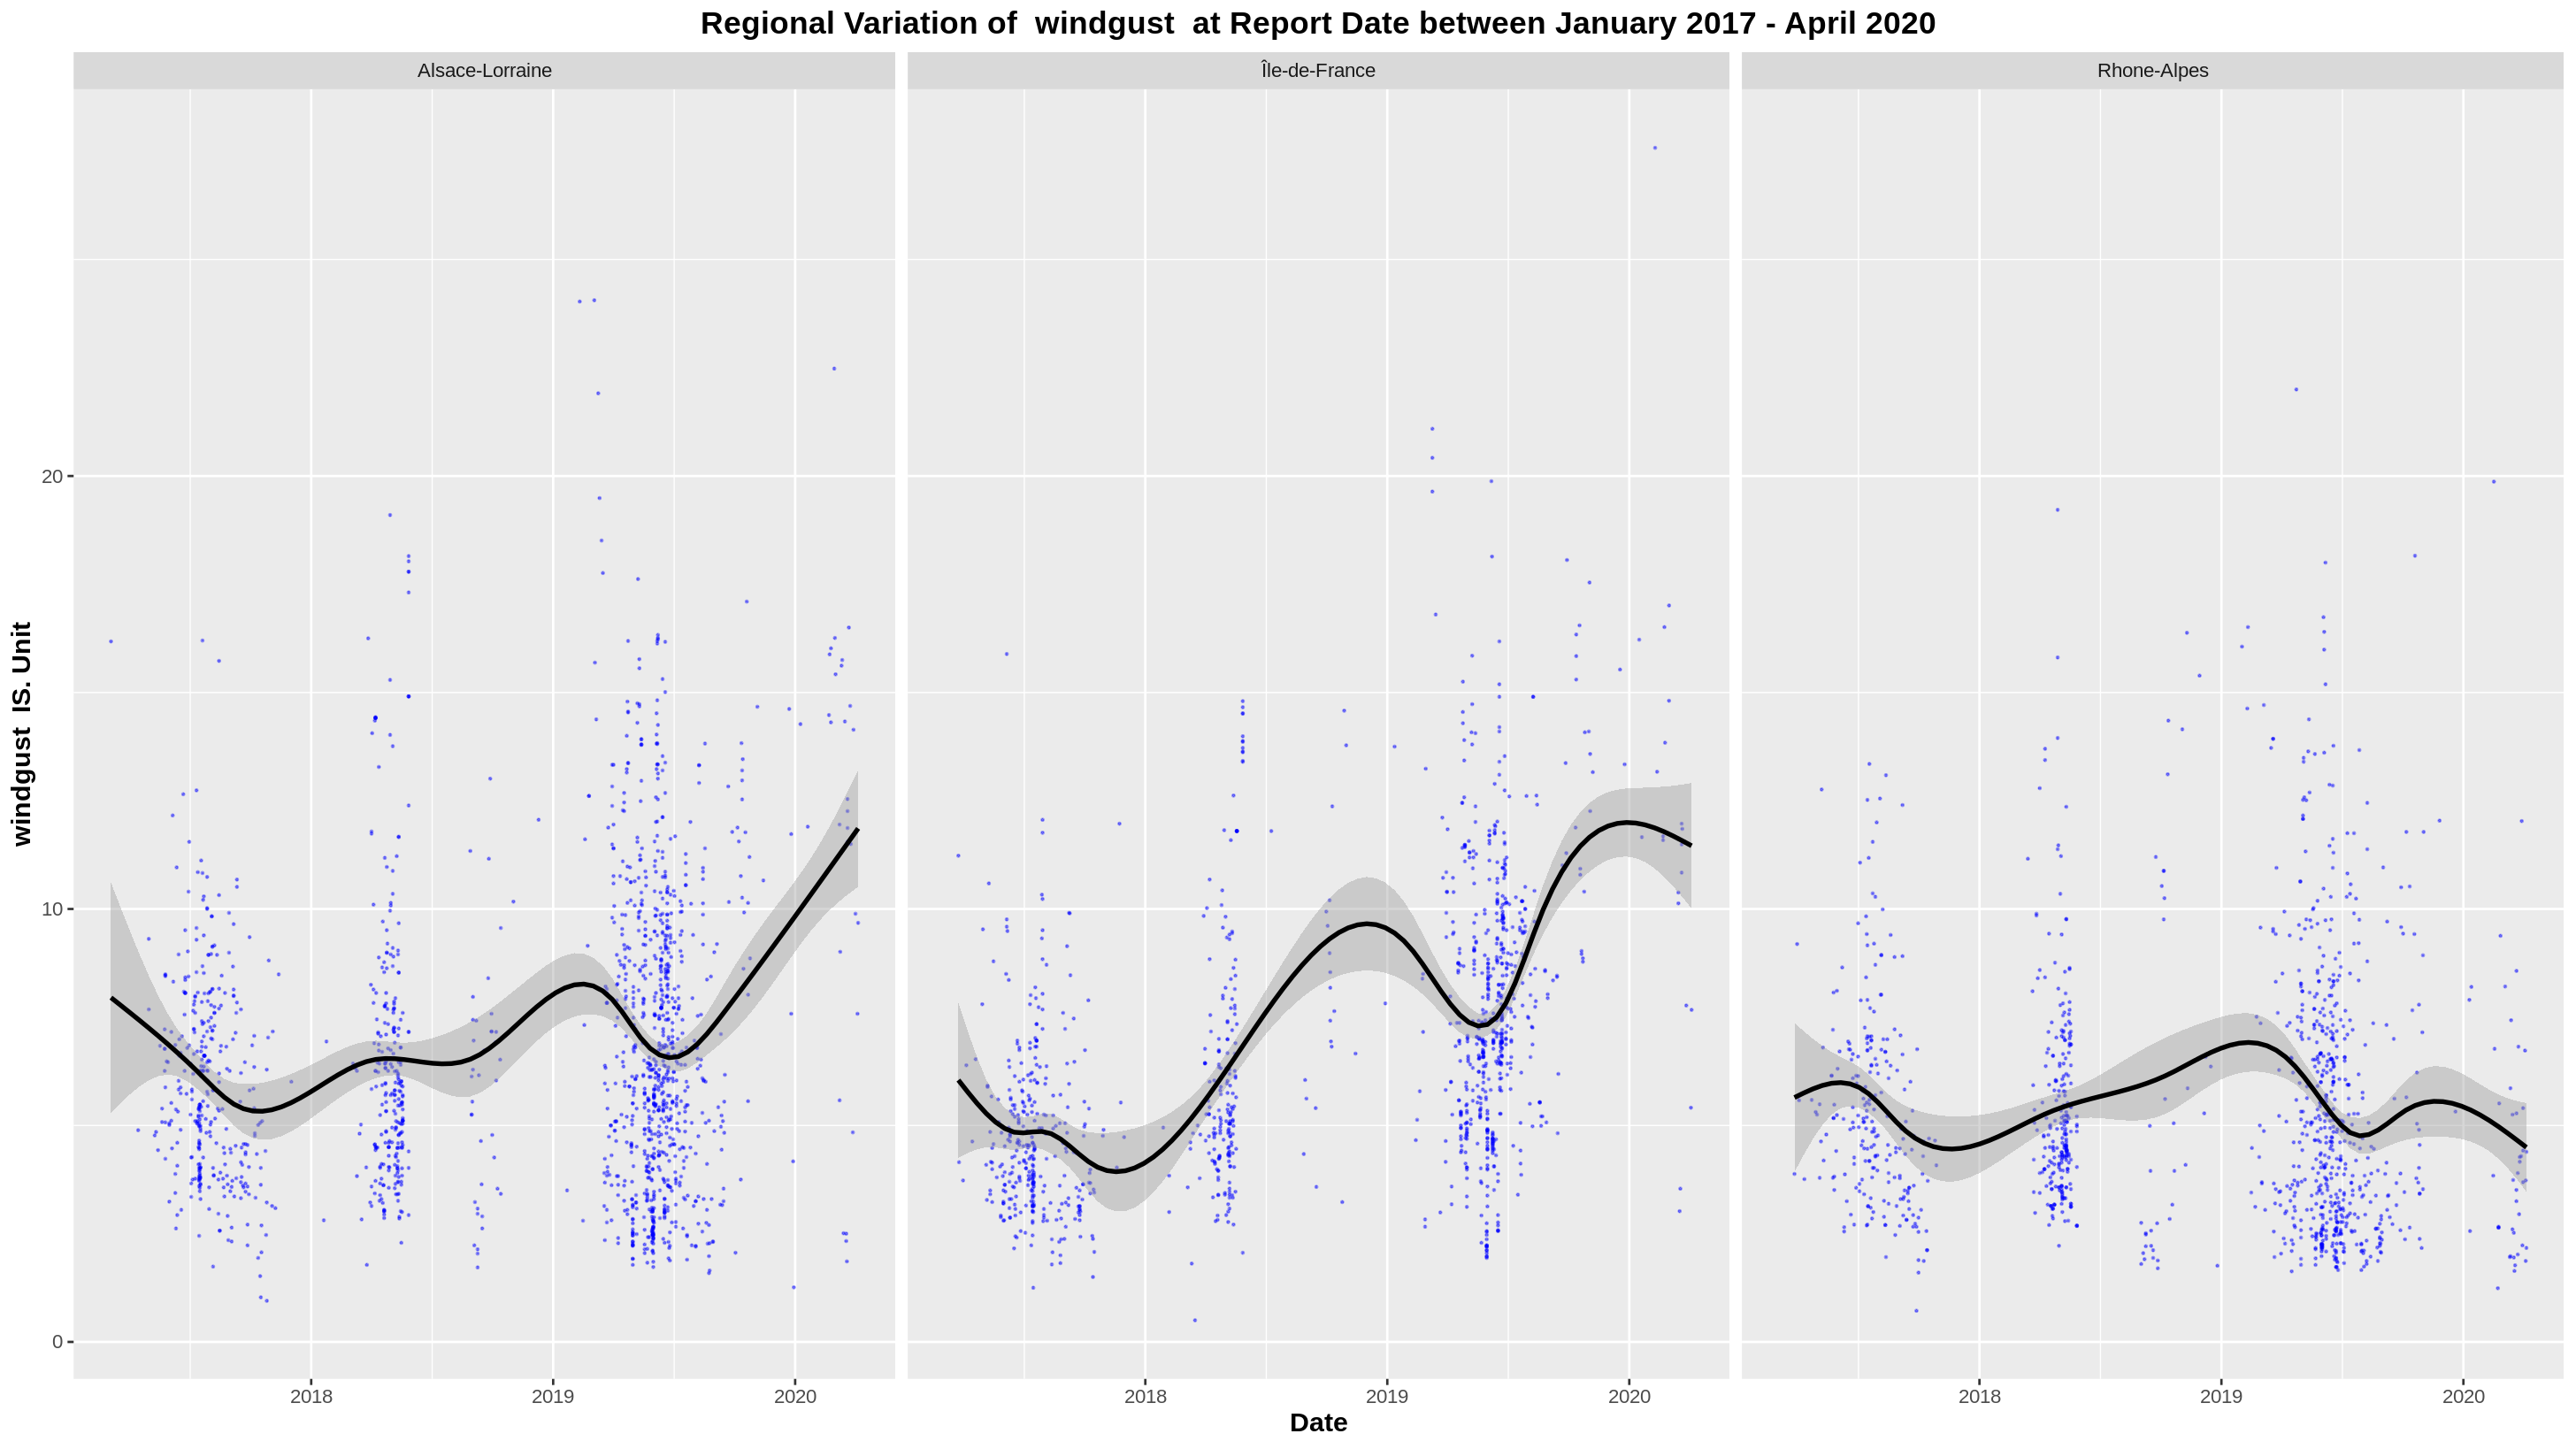 Regional Variation of  windgust  at Report Date between January 2017 - April 2020
Alsace-Lorraine
Île-de-France
Rhone-Alpes
windgust  IS. Unit
20
10
0
2018
2019
2020
2018
2019
2020
2018
2019
2020
Date